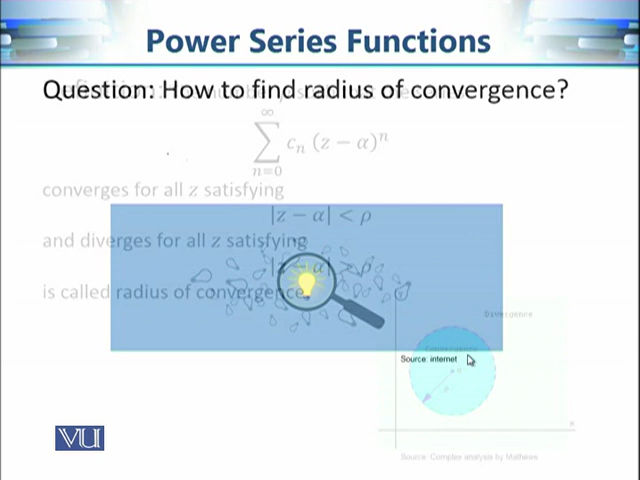 Power Series Functions
Question: How to find radius of convergence?
∞
∑ cₙ (z − α)ⁿ
n=0
converges for all z satisfying
|z − α| < ρ
and diverges for all z satisfying
|z − α| > ρ
is called radius of convergence.
Divergence
Convergence
Source: internet
α
ρ
x
Source: Complex analysis by Mathews
VU